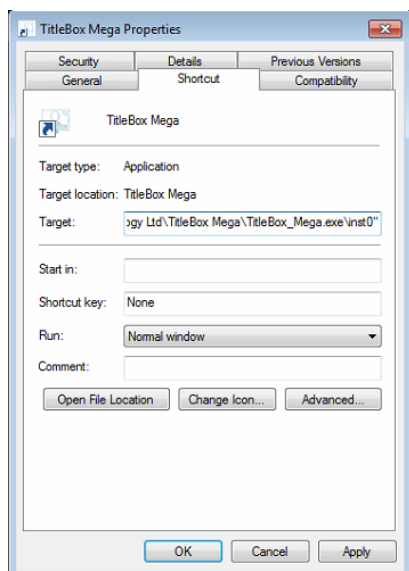 TitleBox Mega Properties
Security Details Previous Versions
General Shortcut Compatibility
TitleBox Mega
Target type: Application
Target location: TitleBox Mega
Target: ogy Ltd\TitleBox Mega\TitleBox_Mega.exe\inst0"
Start in:
Shortcut key: None
Run: Normal window
Comment:
Open File Location Change Icon... Advanced...
OK Cancel Apply